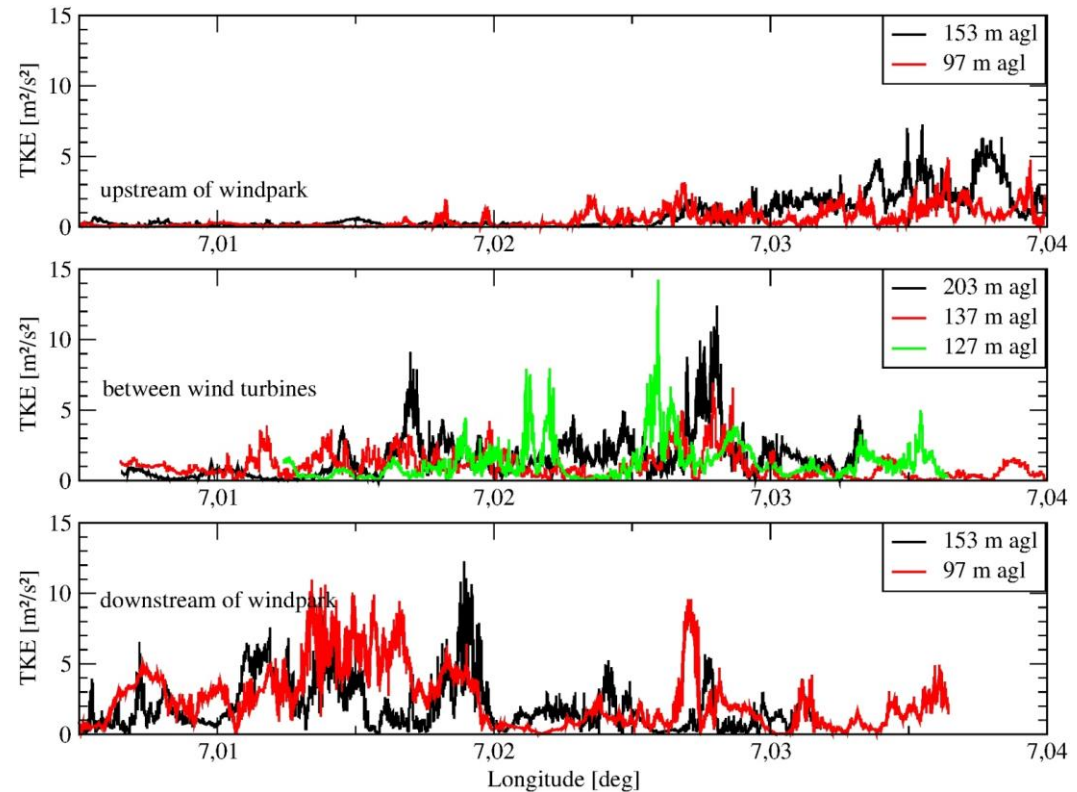 15
10
5
0
TKE [m²/s²]
upstream of windpark
153 m agl
97 m agl
7,01
7,02
7,03
7,04
15
10
5
0
TKE [m²/s²]
between wind turbines
203 m agl
137 m agl
127 m agl
7,01
7,02
7,03
7,04
15
10
5
0
TKE [m²/s²]
downstream of windpark
153 m agl
97 m agl
7,01
7,02
7,03
7,04
Longitude [deg]